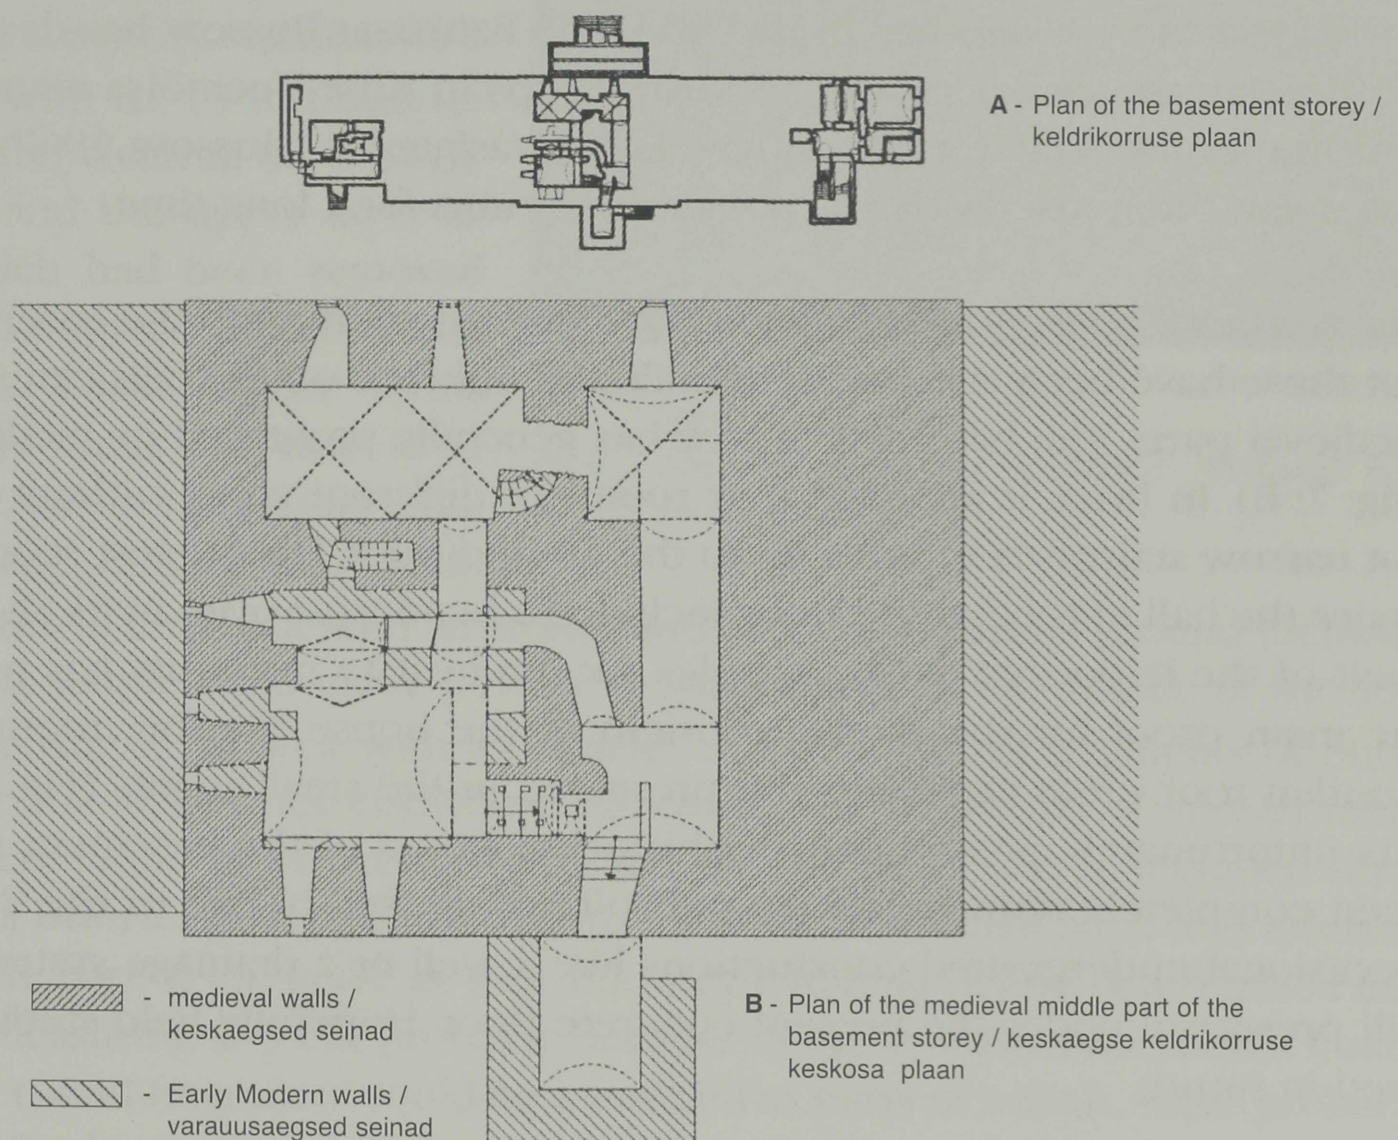 A - Plan of the basement storey /
keldrikorruse plaan
- medieval walls /
keskaegsed seinad
- Early Modern walls /
varauusaegsed seinad
B - Plan of the medieval middle part of the
basement storey / keskaegse keldrikorruse
keskosa plaan